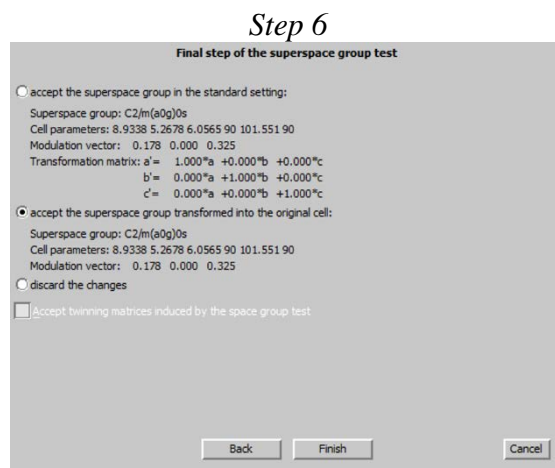 Step 6
Final step of the superspace group test
accept the superspace group in the standard setting:
Superspace group: C2/m(a0g)0s
Cell parameters: 8.9338 5.2678 6.0565 90 101.551 90
Modulation vector: 0.178 0.000 0.325
Transformation matrix: a'= 1.000*a +0.000*b +0.000*c
b'= 0.000*a +1.000*b +0.000*c
c'= 0.000*a +0.000*b +1.000*c
accept the superspace group transformed into the original cell:
Superspace group: C2/m(a0g)0s
Cell parameters: 8.9338 5.2678 6.0565 90 101.551 90
Modulation vector: 0.178 0.000 0.325
discard the changes
Accept twinning matrices induced by the space group test
Back Finish Cancel